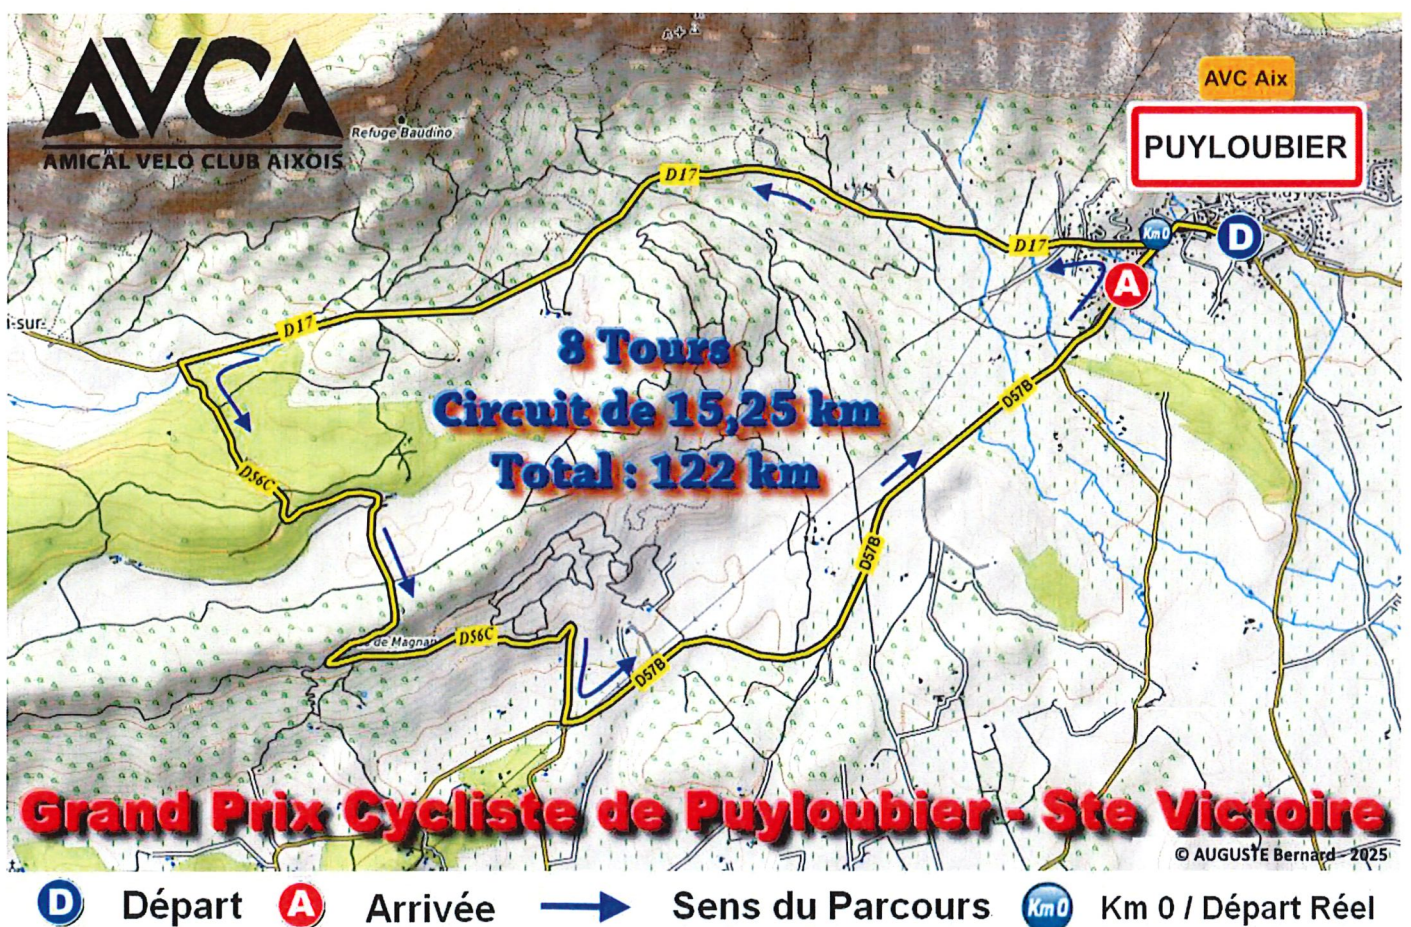 AVCA
AMICAL VELO CLUB AIXOIS
Refuge Baudino
AVC Aix
PUYLOUBIER
D17
D17
Km 0
D
A
i-sur-
D17
8 Tours
Circuit de 15,25 km
Total : 122 km
D57B
D56C
D57B
de Magnan
D56C
D57B
Grand Prix Cycliste de Puyloubier - Ste Victoire
© AUGUSTE Bernard - 2025
D Départ A Arrivée Sens du Parcours Km 0 Km 0 / Départ Réel